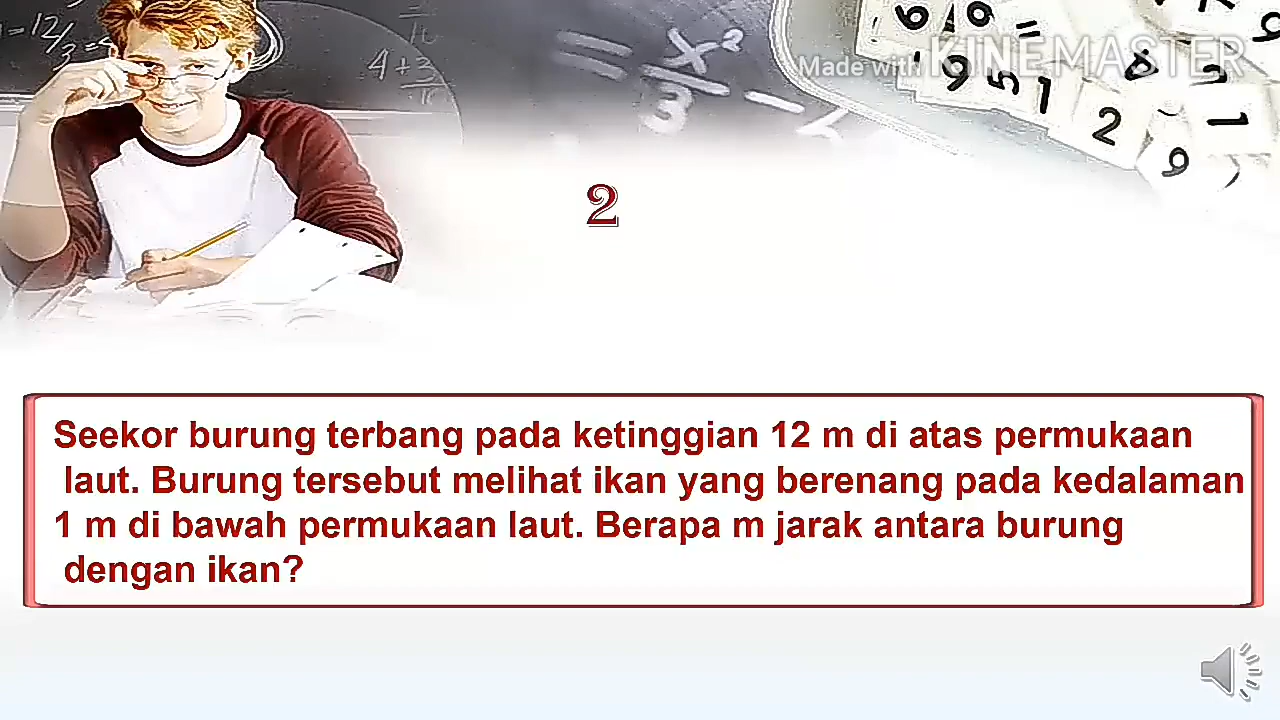 Made with KINEMASTER
2
Seekor burung terbang pada ketinggian 12 m di atas permukaan
laut. Burung tersebut melihat ikan yang berenang pada kedalaman
1 m di bawah permukaan laut. Berapa m jarak antara burung
dengan ikan?